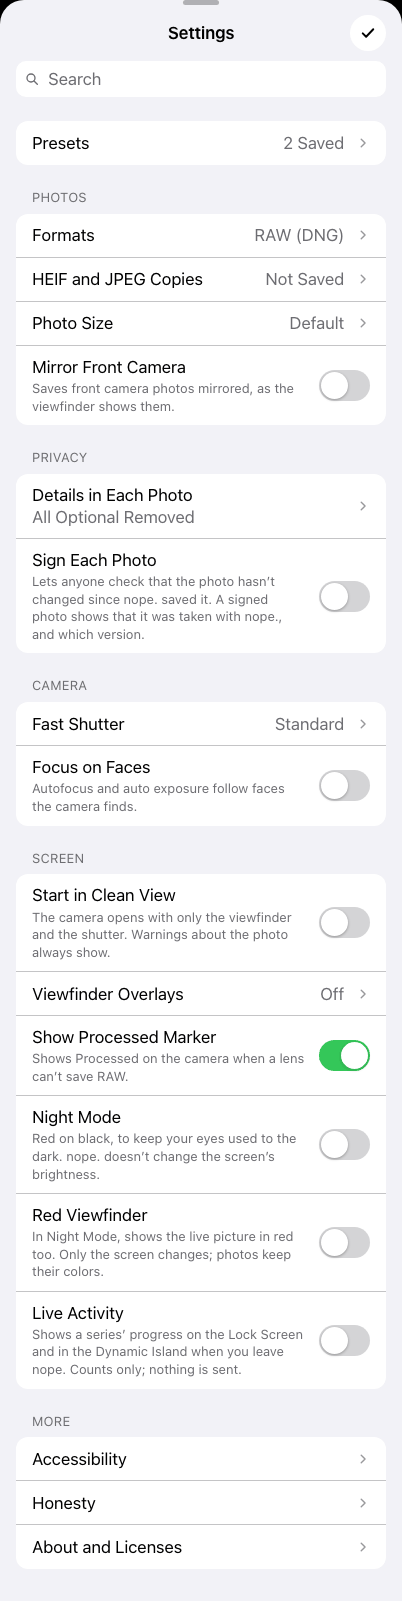 Settings
Search
Presets
2 Saved
PHOTOS
Formats
RAW (DNG)
HEIF and JPEG Copies
Not Saved
Photo Size
Default
Mirror Front Camera
Saves front camera photos mirrored, as the
viewfinder shows them.
PRIVACY
Details in Each Photo
All Optional Removed
Sign Each Photo
Lets anyone check that the photo hasn’t
changed since nope. saved it. A signed
photo shows that it was taken with nope.,
and which version.
CAMERA
Fast Shutter
Standard
Focus on Faces
Autofocus and auto exposure follow faces
the camera finds.
SCREEN
Start in Clean View
The camera opens with only the viewfinder
and the shutter. Warnings about the photo
always show.
Viewfinder Overlays
Off
Show Processed Marker
Shows Processed on the camera when a lens
can’t save RAW.
Night Mode
Red on black, to keep your eyes used to the
dark. nope. doesn’t change the screen’s
brightness.
Red Viewfinder
In Night Mode, shows the live picture in red
too. Only the screen changes; photos keep
their colors.
Live Activity
Shows a series’ progress on the Lock Screen
and in the Dynamic Island when you leave
nope. Counts only; nothing is sent.
MORE
Accessibility
Honesty
About and Licenses